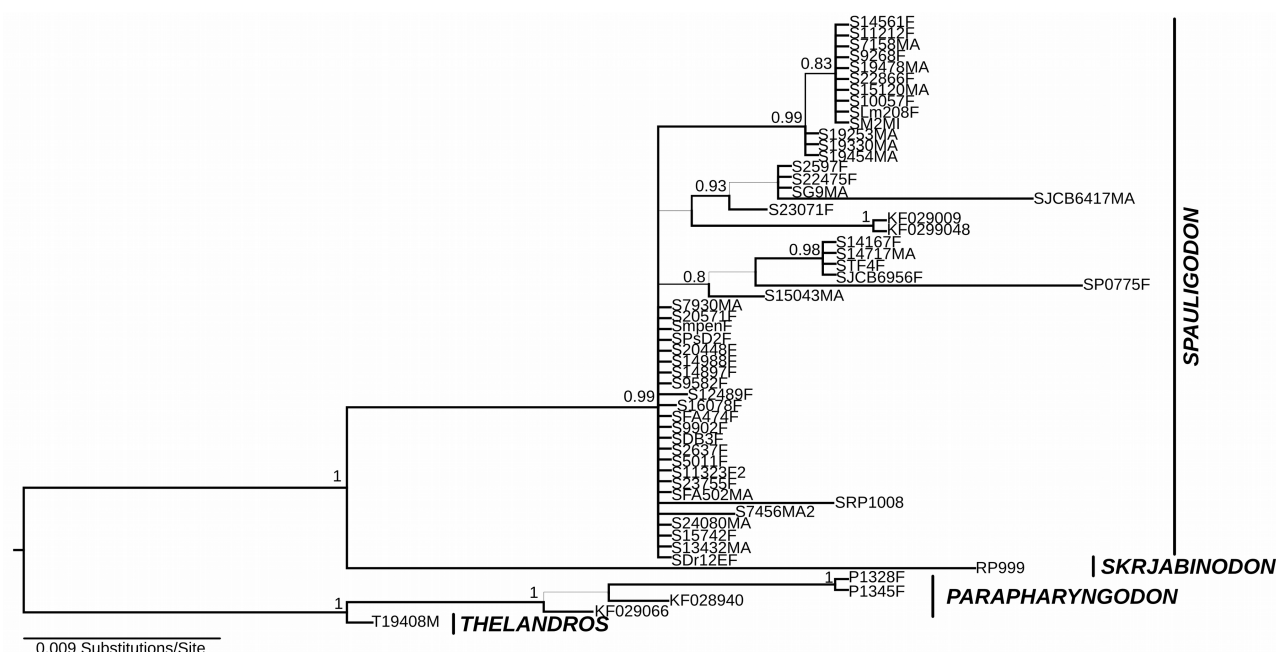 S14561F
S11212F
S7158MA
S9268F
0.83
S19478MA
S22866F
S15120MA
S10057F
SLm208F
0.99
SM2MI
S19253MA
S19330MA
S19454MA
S2597F
S22475F
0.93
SG9MA
SJCB6417MA
S23071F
1
KF029009
KF0299048
S14167F
0.98
S14717MA
STF4F
0.8
SJCB6956F
SP0775F
S15043MA
S7930MA
S20571F
SmpenF
SPsD2F
S20448F
S14988F
S14897F
S9582F
0.99
S12489F
S16078F
SFA474F
S9902F
SDB3F
S2637F
S5011F
S11323F2
S23755F
SFA502MA
SRP1008
S7456MA2
S24080MA
S15742F
S13432MA
SDr12EF
SPAULIGODON
1
RP999
SKRJABINODON
1
P1328F
P1345F
PARAPHARYNGODON
1
KF028940
KF029066
1
T19408M
THELANDROS
0.009 Substitutions/Site